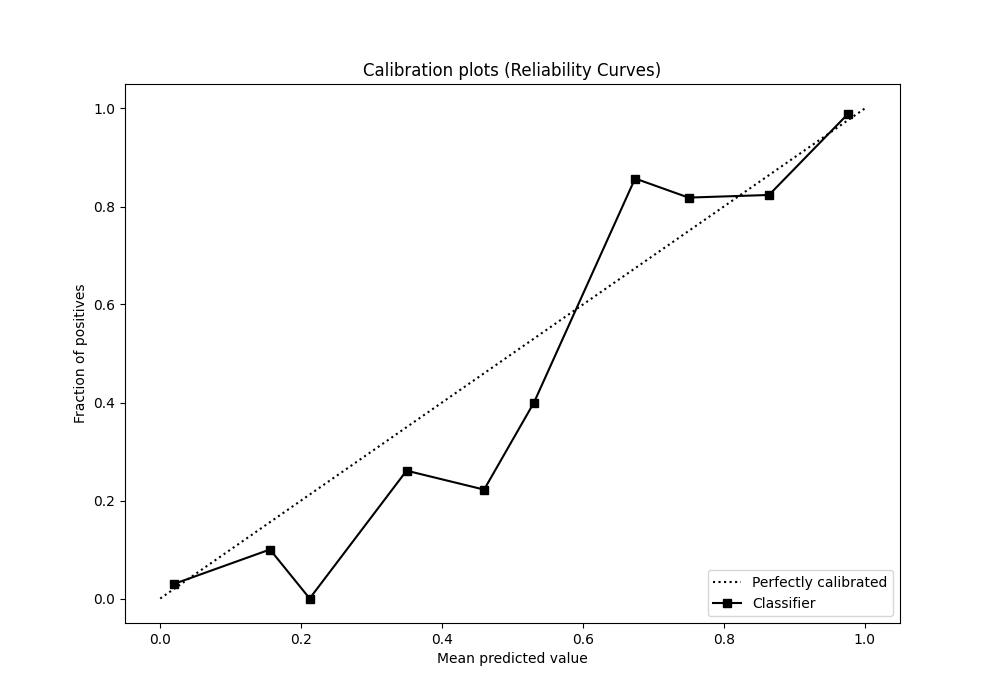 Calibration plots (Reliability Curves)
1.0
0.8
0.6
0.4
0.2
0.0
Fraction of positives
0.0 0.2 0.4 0.6 0.8 1.0
Mean predicted value
Perfectly calibrated
Classifier